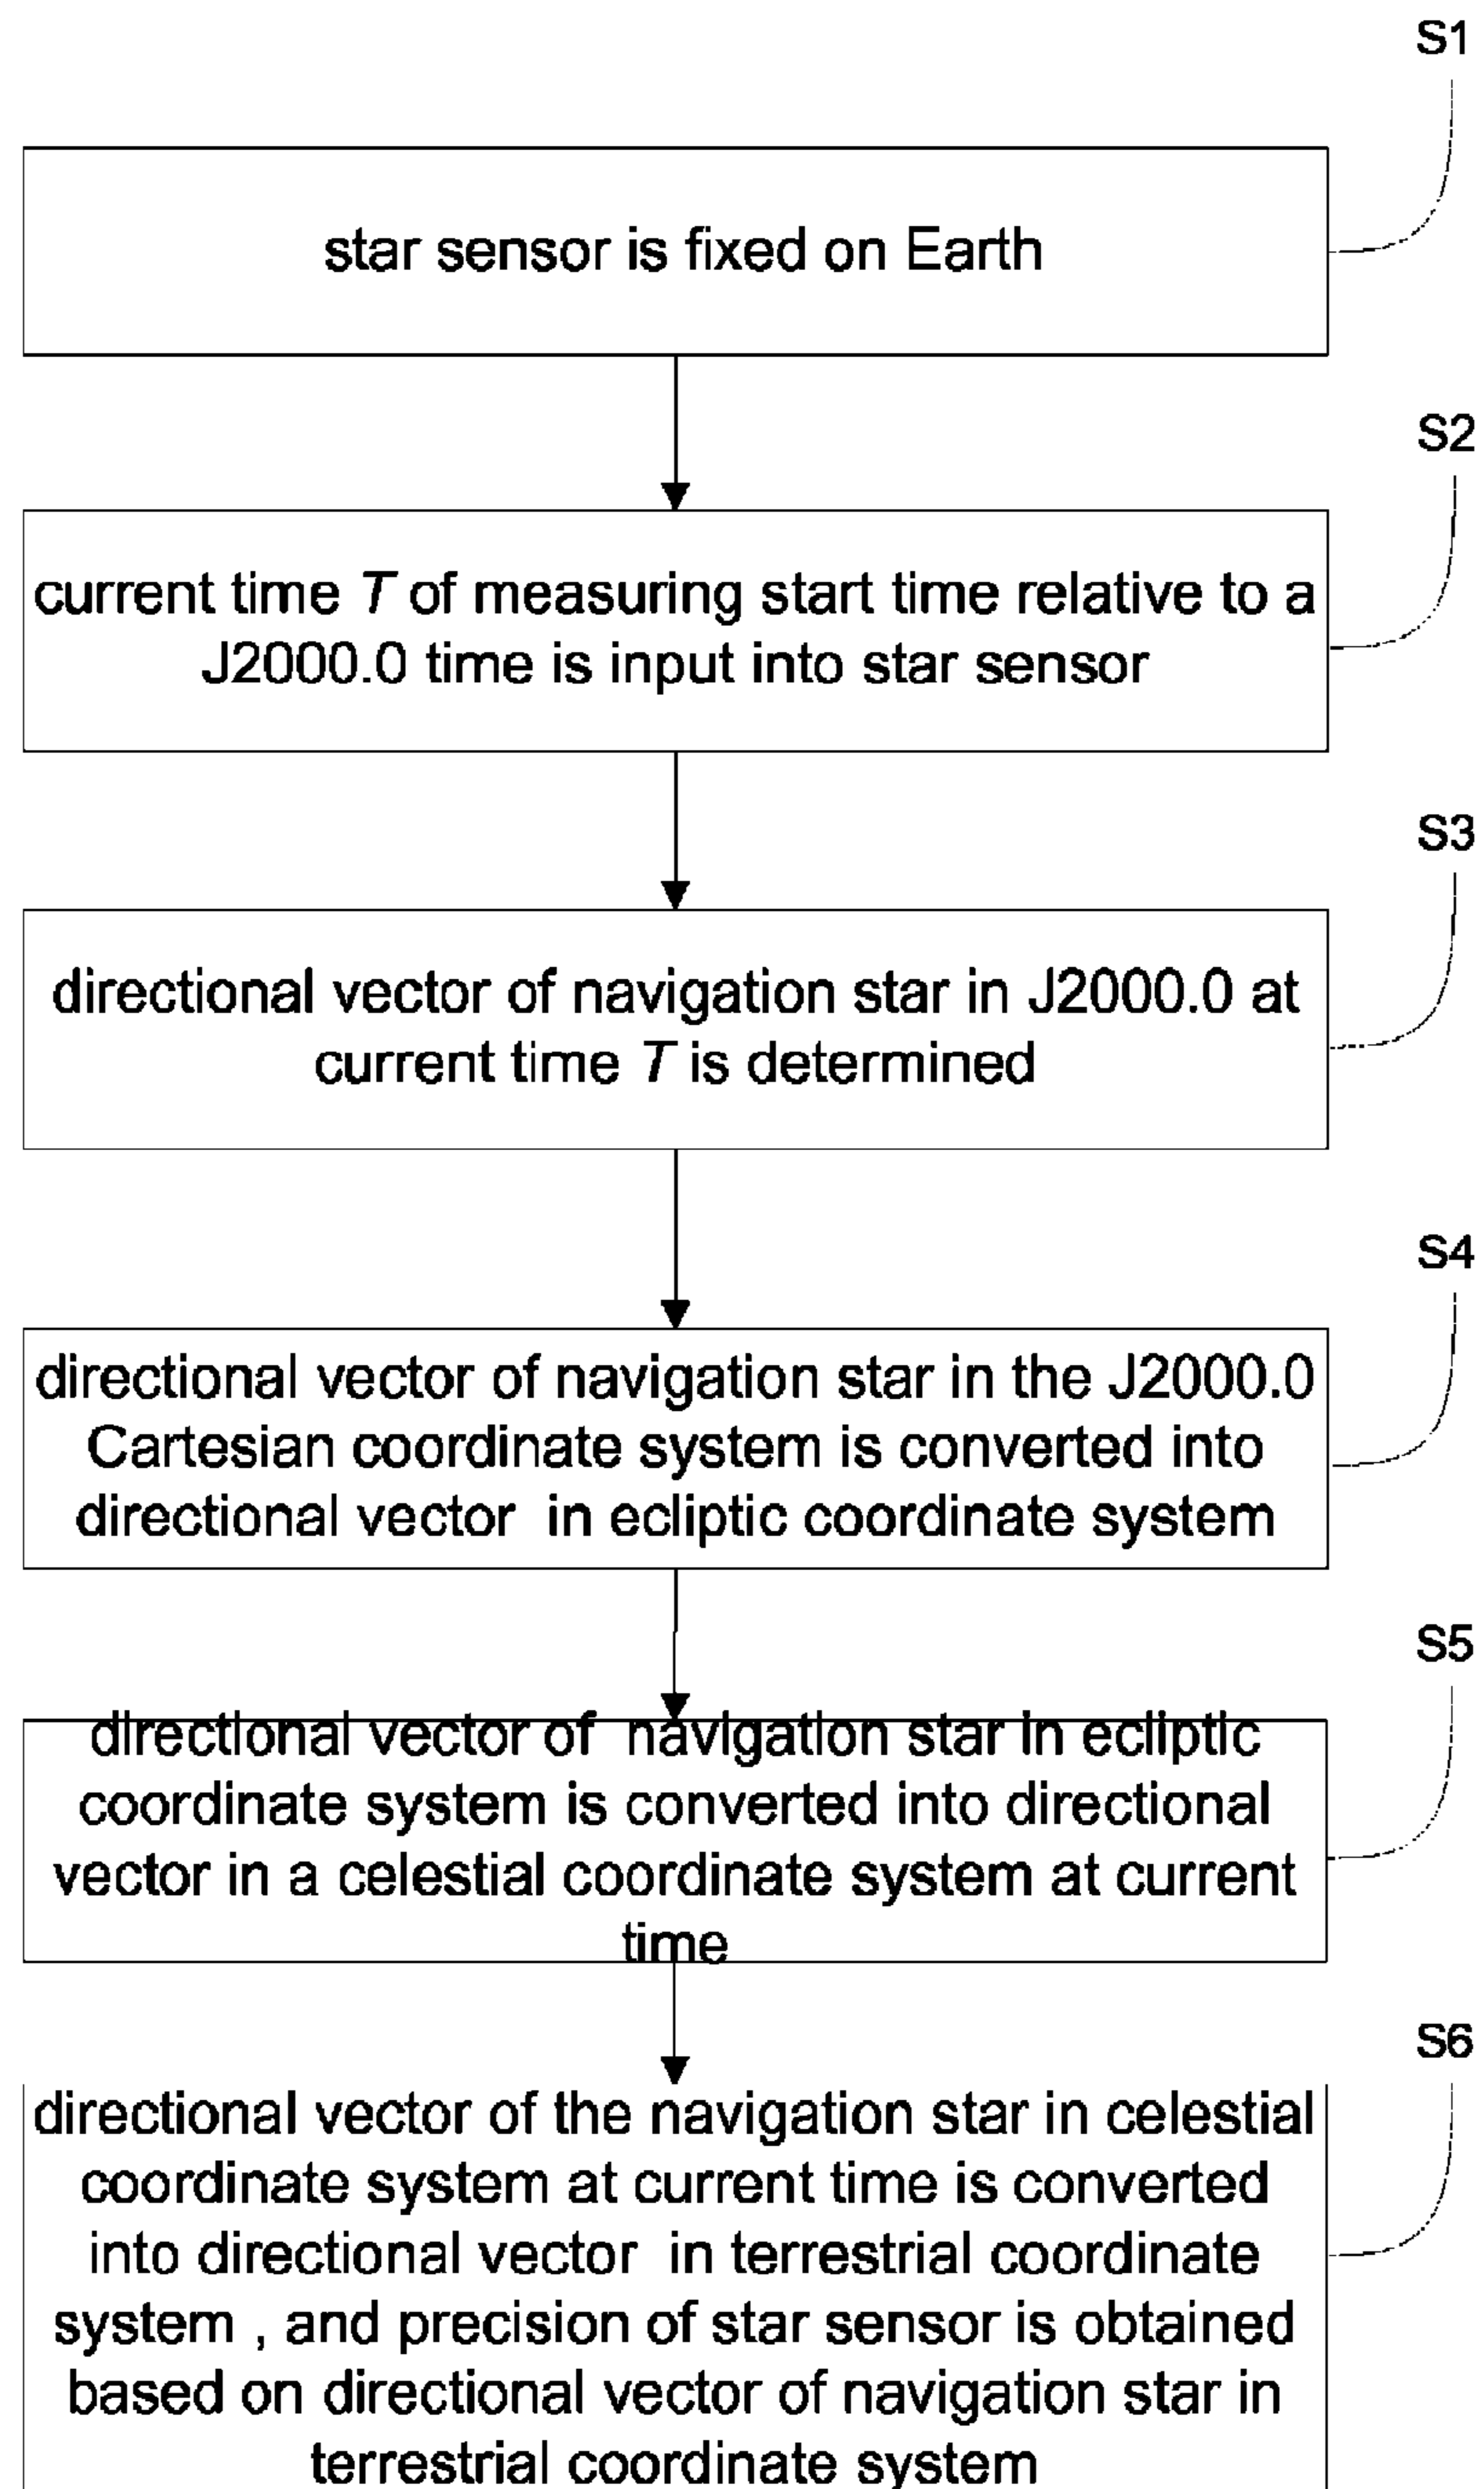 S1
star sensor is fixed on Earth
S2
current time T of measuring start time relative to a
J2000.0 time is input into star sensor
S3
directional vector of navigation star in J2000.0 at
current time T is determined
S4
directional vector of navigation star in the J2000.0
Cartesian coordinate system is converted into
directional vector in ecliptic coordinate system
S5
directional vector of navigation star in ecliptic
coordinate system is converted into directional
vector in a celestial coordinate system at current
time
S6
directional vector of the navigation star in celestial
coordinate system at current time is converted
into directional vector in terrestrial coordinate
system , and precision of star sensor is obtained
based on directional vector of navigation star in
terrestrial coordinate system